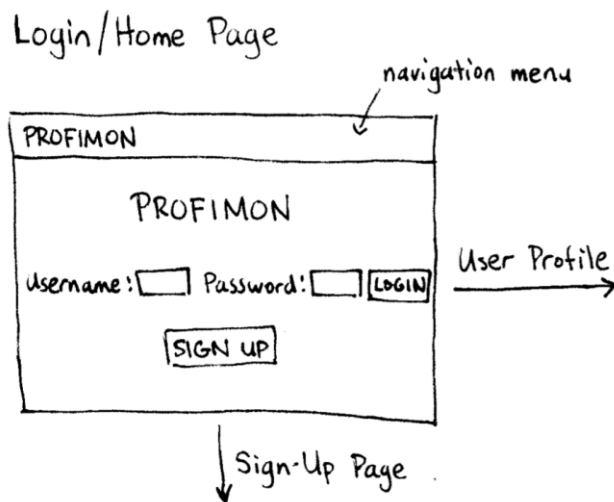 Login/Home Page
navigation menu
PROFIMON
PROFIMON
Username: Password: LOGIN
User Profile
SIGN UP
Sign-Up Page